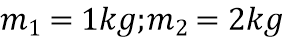 m₁ = 1kg;m₂ = 2kg